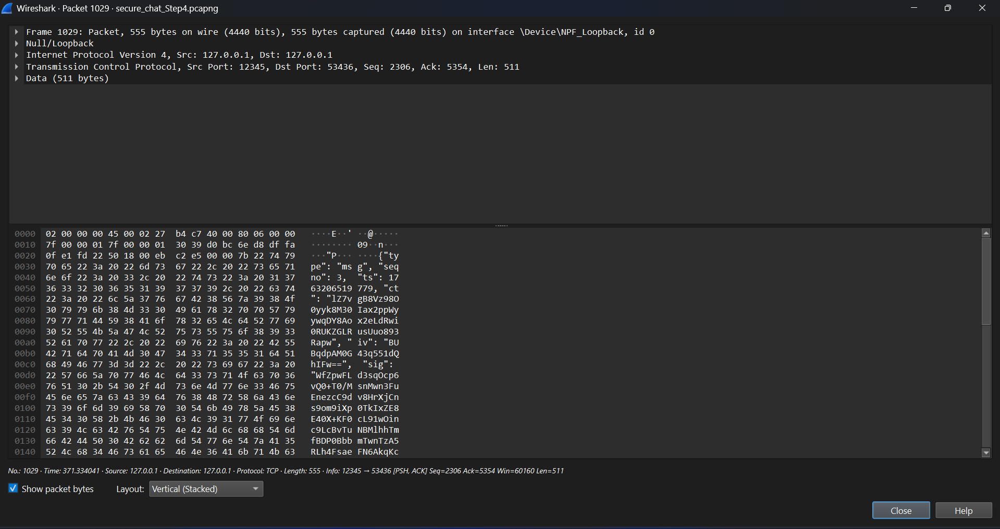 Wireshark · Packet 1029 · secure_chat_Step4.pcapng
Frame 1029: Packet, 555 bytes on wire (4440 bits), 555 bytes captured (4440 bits) on interface \Device\NPF_Loopback, id 0
Null/Loopback
Internet Protocol Version 4, Src: 127.0.0.1, Dst: 127.0.0.1
Transmission Control Protocol, Src Port: 12345, Dst Port: 53436, Seq: 2306, Ack: 5354, Len: 511
Data (511 bytes)
0000 02 00 00 00 45 00 02 27 b4 c7 40 00 80 06 00 00 ····E··' ··@·····
0010 7f 00 00 01 7f 00 00 01 30 39 d0 bc 6e d8 df fa ········ 09··n···
0020 0f e1 fd 22 50 18 00 eb c2 e5 00 00 7b 22 74 79 ···"P··· ····{"ty
0030 70 65 22 3a 20 22 6d 73 67 22 2c 20 22 73 65 71 pe": "ms g", "seq
0040 6e 6f 22 3a 20 33 2c 20 22 74 73 22 3a 20 31 37 no": 3, "ts": 17
0050 36 33 32 30 36 35 31 39 37 37 39 2c 20 22 63 74 63206519 779, "ct
0060 22 3a 20 22 6c 5a 37 76 67 42 38 56 7a 39 38 4f ": "lZ7v gB8Vz98O
0070 30 79 79 6b 38 4d 33 30 49 61 78 32 70 70 57 79 0yyk8M30 Iax2ppWy
0080 79 77 71 44 59 38 41 6f 78 32 65 4c 64 52 77 69 ywqDY8Ao x2eLdRwi
0090 30 52 55 4b 5a 47 4c 52 75 73 55 75 6f 38 39 33 0RUKZGLR usUuo893
00a0 52 61 70 77 22 2c 20 22 69 76 22 3a 20 22 42 55 Rapw", " iv": "BU
00b0 42 71 64 70 41 4d 30 47 34 33 71 35 35 31 64 51 BqdpAM0G 43q551dQ
00c0 68 49 46 77 3d 3d 22 2c 20 22 73 69 67 22 3a 20 hIFw==", "sig":
00d0 22 57 66 5a 70 77 46 4c 64 33 73 71 4f 63 70 36 "WfZpwFL d3sqOcp6
00e0 76 51 30 2b 54 30 2f 4d 73 6e 4d 77 6e 33 46 75 vQ0+T0/M snMwn3Fu
00f0 45 6e 65 7a 63 43 39 64 76 38 48 72 58 6a 43 6e EnezcC9d v8HrXjCn
0100 73 39 6f 6d 39 69 58 70 30 54 6b 49 78 5a 45 38 s9om9iXp 0TkIxZE8
0110 45 34 30 58 2b 4b 46 30 63 4c 39 31 77 4f 69 6e E40X+KF0 cL91wOin
0120 63 39 4c 63 42 76 54 75 4e 42 4d 6c 68 68 54 6d c9LcBvTu NBMlhhTm
0130 66 42 44 50 30 42 62 62 6d 54 77 6e 54 7a 41 35 fBDP0Bbb mTwnTzA5
0140 52 4c 68 34 46 73 61 65 46 4e 36 41 6b 71 4b 63 RLh4Fsae FN6AkqKc
No.: 1029 · Time: 371.334041 · Source: 127.0.0.1 · Destination: 127.0.0.1 · Protocol: TCP · Length: 555 · Info: 12345 → 53436 [PSH, ACK] Seq=2306 Ack=5354 Win=60160 Len=511
Show packet bytes Layout: Vertical (Stacked)
Close Help